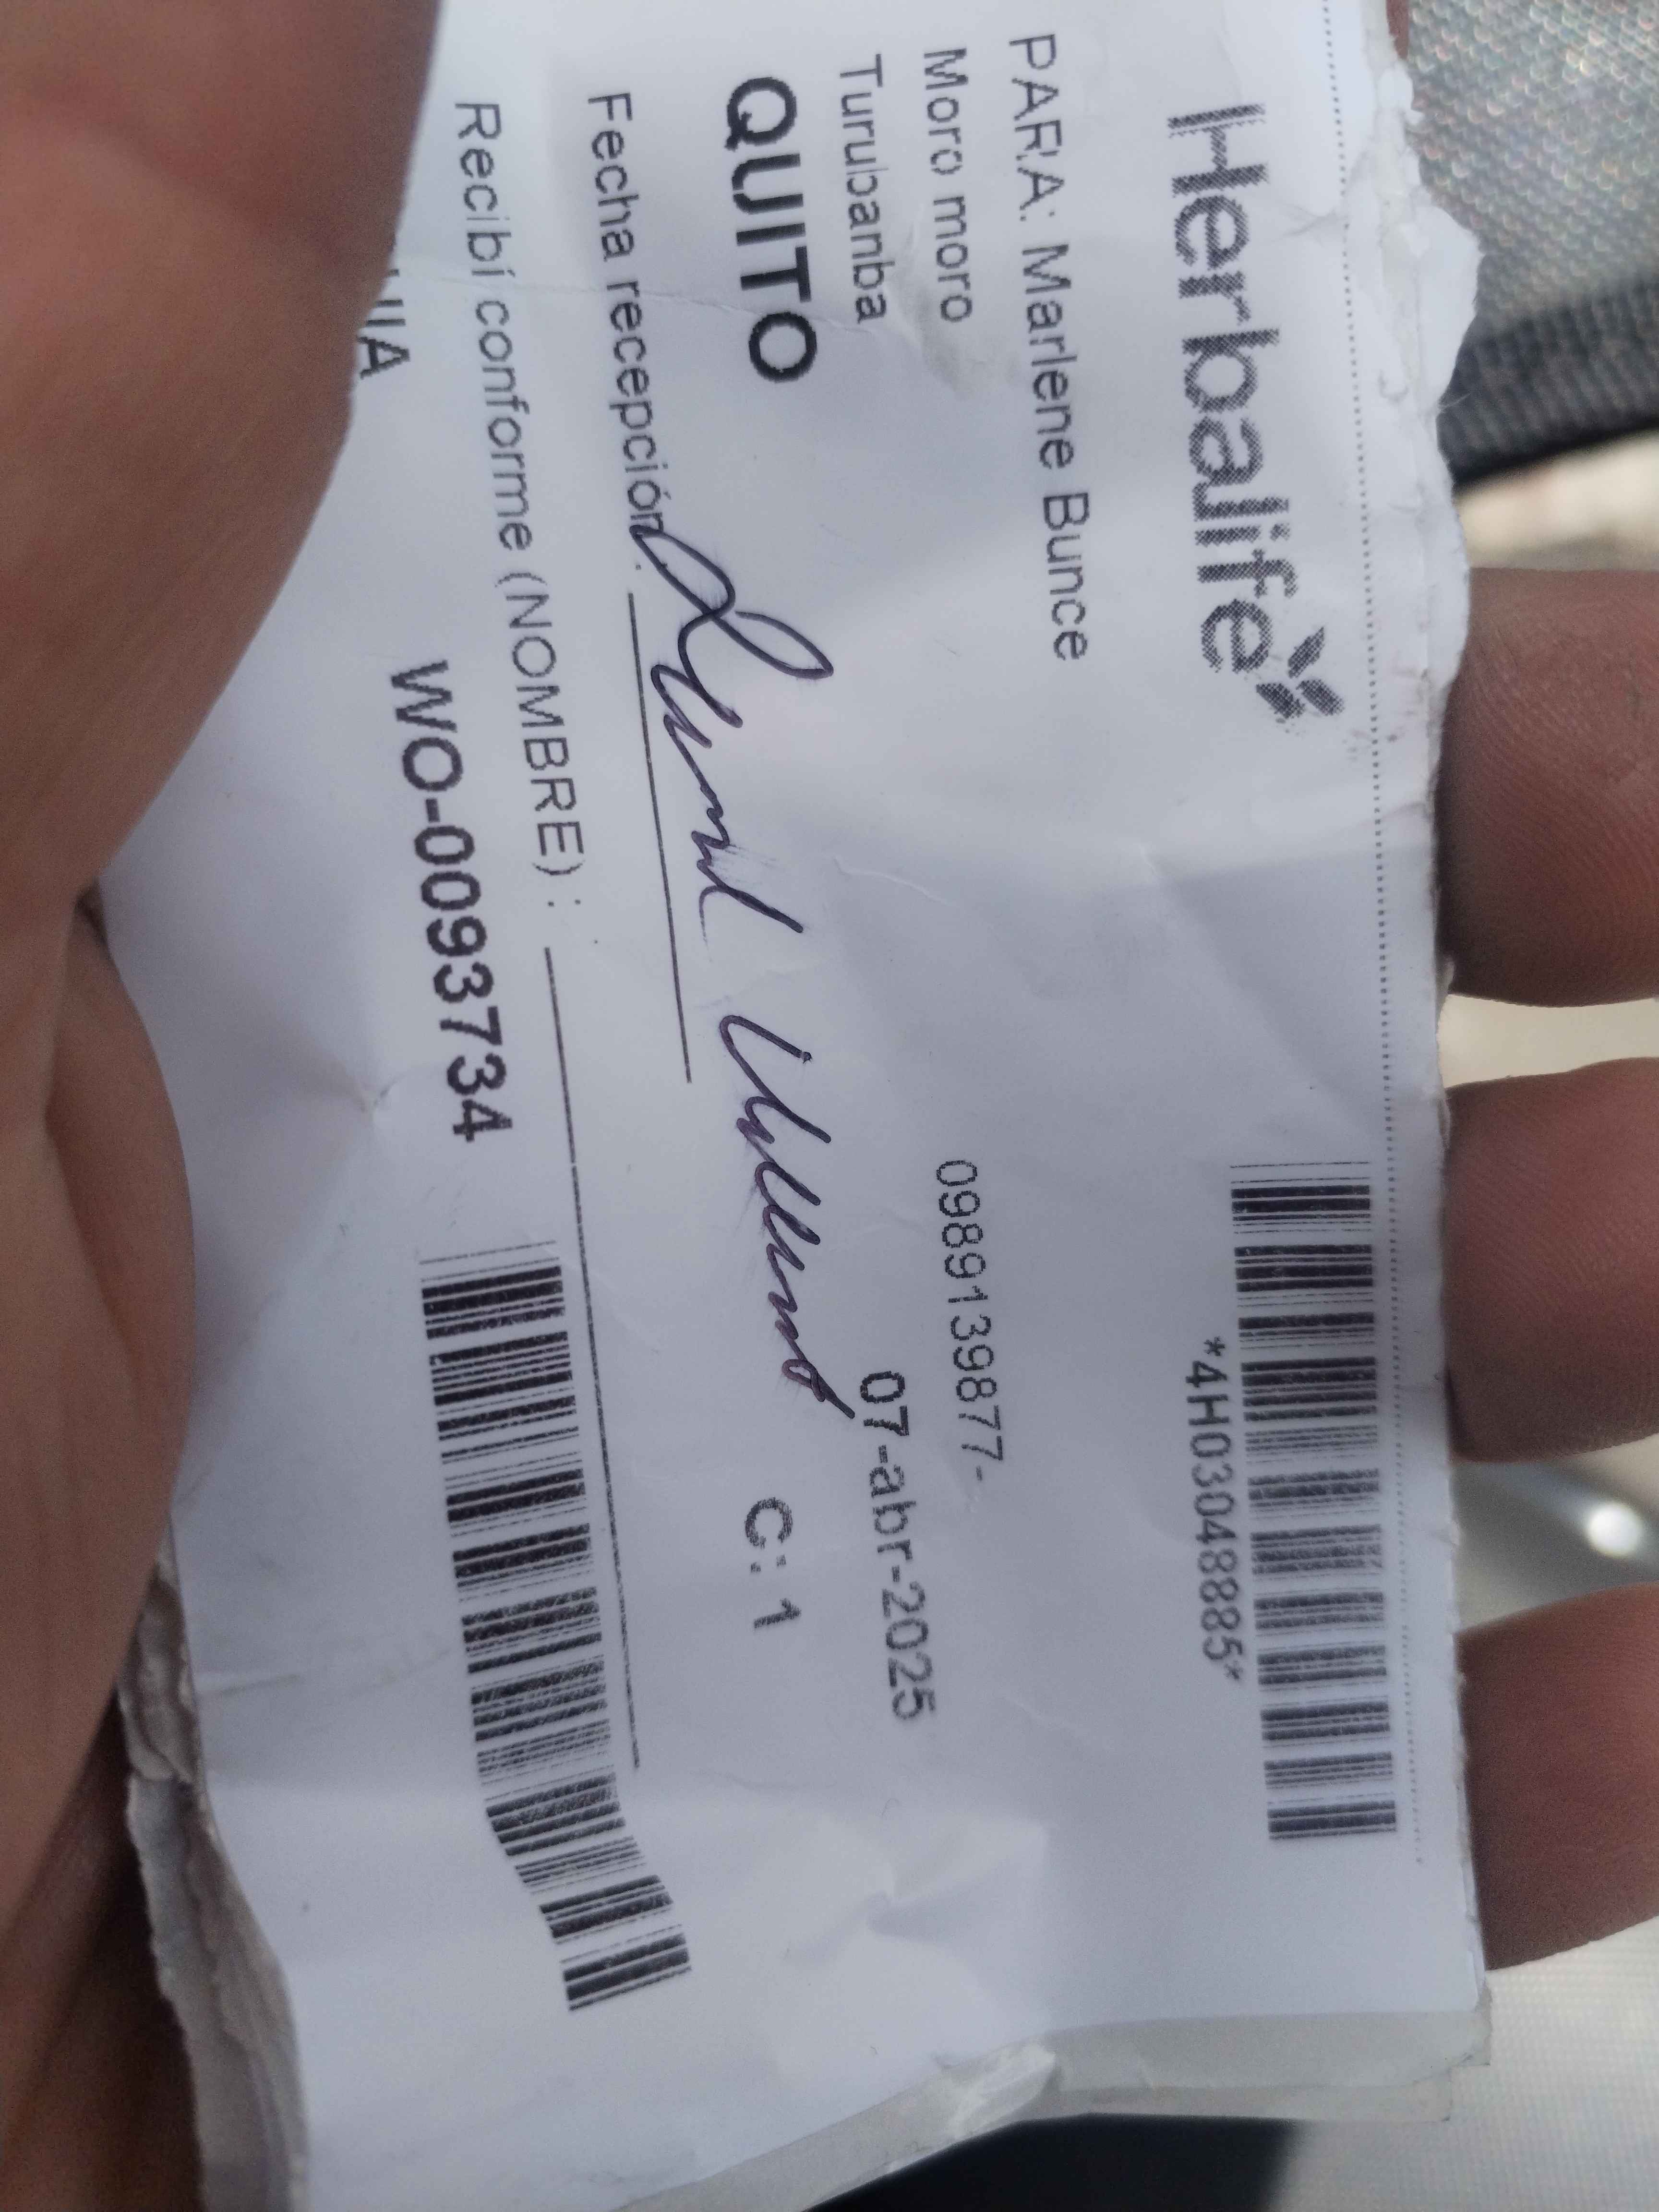 Herbalife
*4H03048885*
PARA: Marlene Bunce
Moro moro
0989139877-
Turubanba
07-abr-2025
QUITO
C: 1
Fecha recepción:
Recibí conforme (NOMBRE) :
WO-0093734